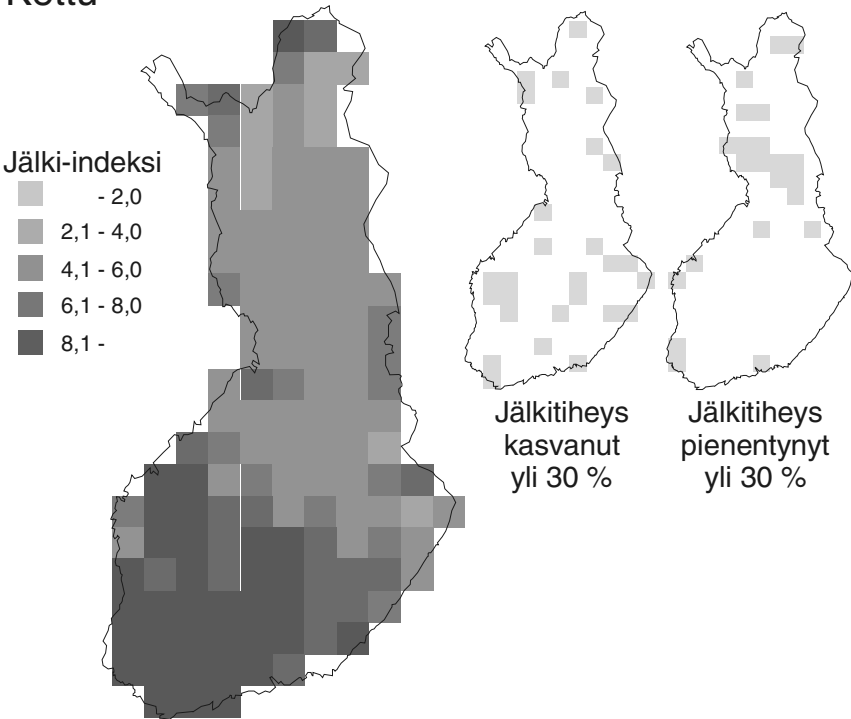 Kettu
Jälki-indeksi
- 2,0
2,1 - 4,0
4,1 - 6,0
6,1 - 8,0
8,1 -
Jälkitiheys
kasvanut
yli 30 %
Jälkitiheys
pienentynyt
yli 30 %